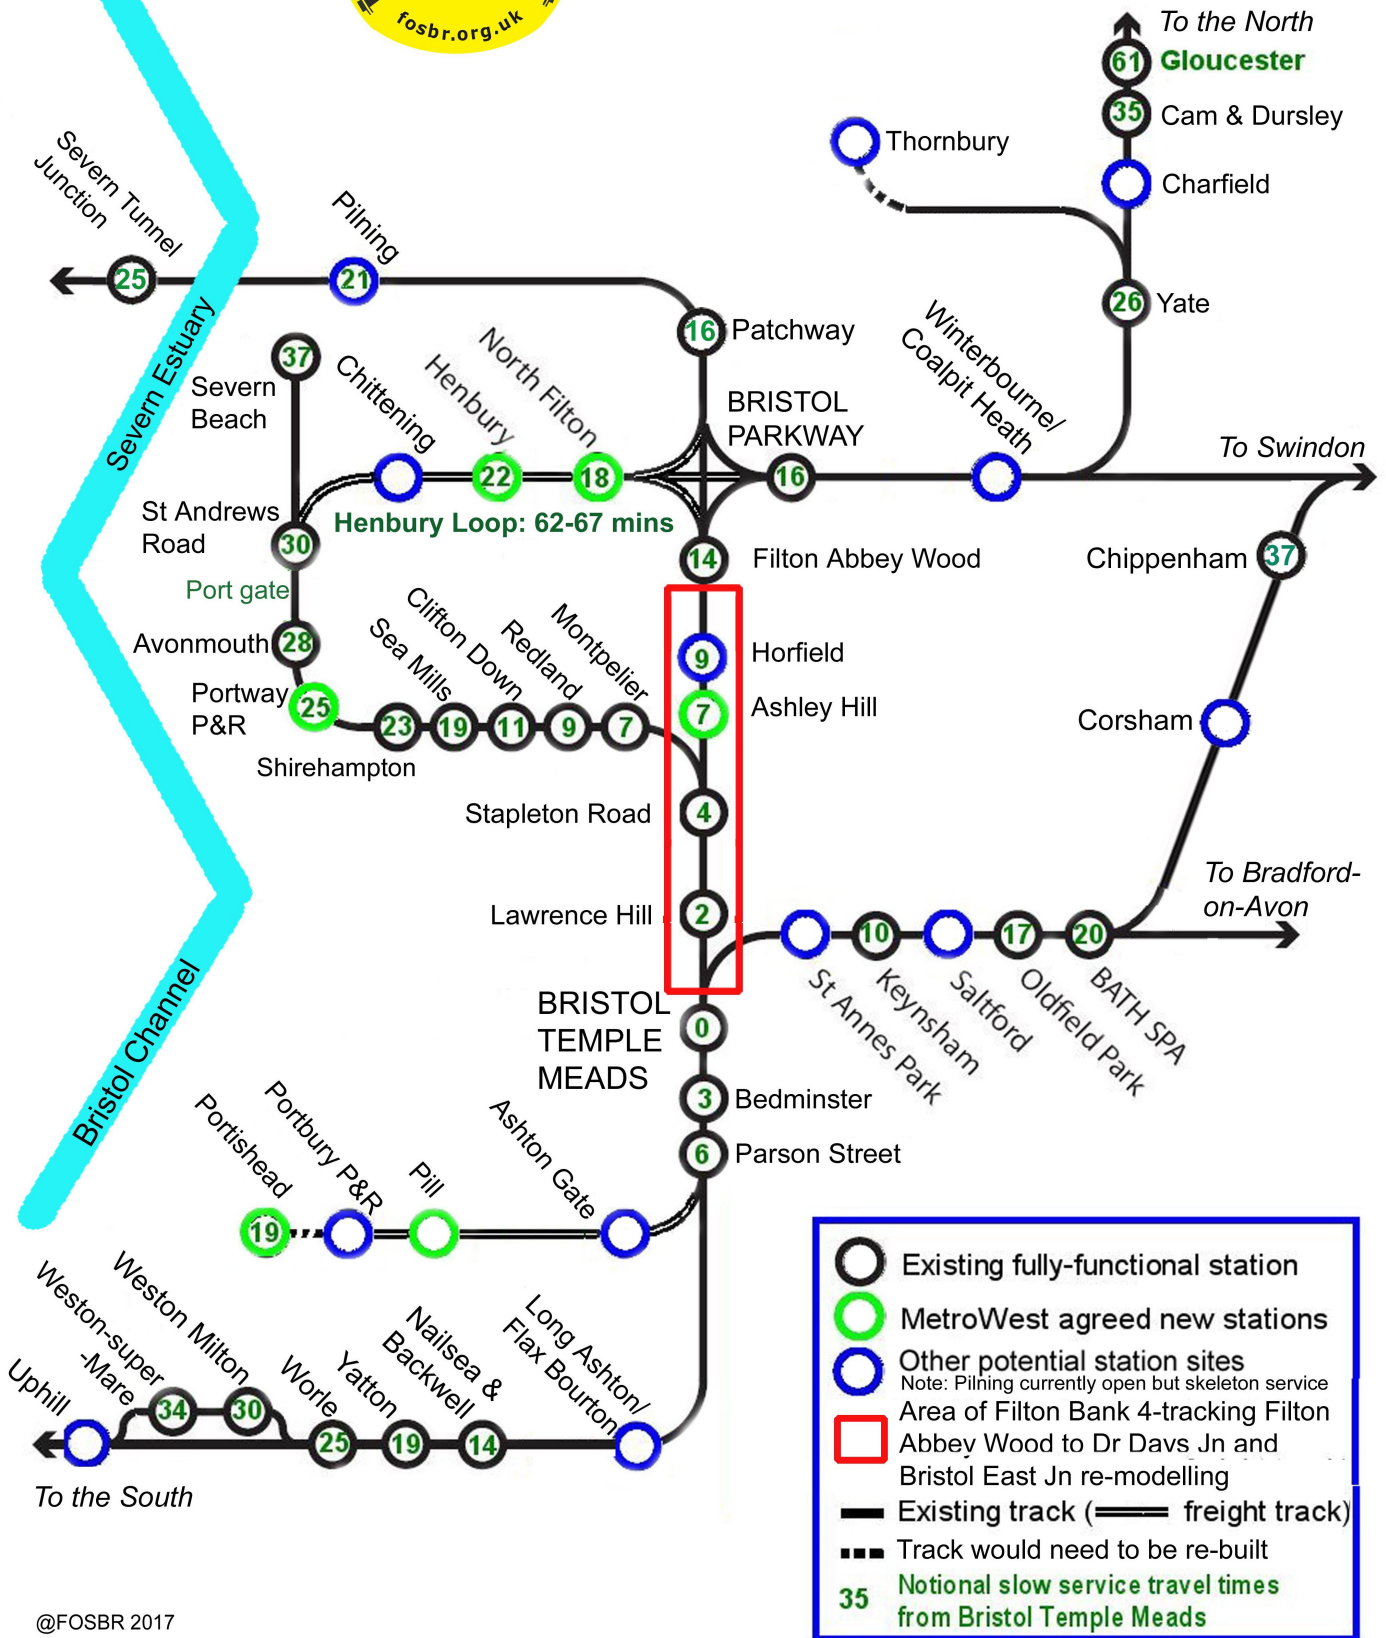 fosbr.org.uk
To the North
61 Gloucester
35 Cam & Dursley
Thornbury
Charfield
Severn Tunnel
Junction
25
Pilning
21
26 Yate
16 Patchway
Severn Estuary
37
Severn
Beach
Chittening
Henbury
22
North Filton
18
BRISTOL
PARKWAY
16
Winterbourne/
Coalpit Heath
To Swindon
St Andrews
Road
30
Henbury Loop: 62-67 mins
14 Filton Abbey Wood
Chippenham 37
Port gate
Avonmouth 28
Portway
P&R
25
Shirehampton
23
Sea Mills
19
Clifton Down
11
Redland
9
Montpelier
7
9 Horfield
7 Ashley Hill
Corsham
Stapleton Road 4
Lawrence Hill 2
To Bradford-
on-Avon
St Annes Park
10
Keynsham
Saltford
17
Oldfield Park
20
BATH SPA
BRISTOL
TEMPLE
MEADS
0
Bristol Channel
3 Bedminster
6 Parson Street
Portishead
19
Portbury P&R
Pill
Ashton Gate
Uphill
Weston-super
-Mare
34
Weston Milton
30
Worle
25
Yatton
19
Nailsea &
Backwell
14
Long Ashton/
Flax Bourton
To the South
Existing fully-functional station
MetroWest agreed new stations
Other potential station sites
Note: Pilning currently open but skeleton service
Area of Filton Bank 4-tracking Filton
Abbey Wood to Dr Days Jn and
Bristol East Jn re-modelling
Existing track ( freight track)
Track would need to be re-built
35 Notional slow service travel times
from Bristol Temple Meads
@FOSBR 2017